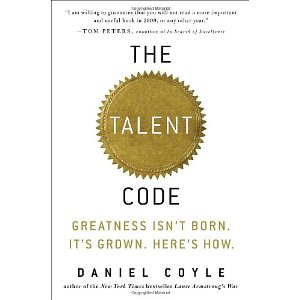 "I am willing to guarantee that you will not read a more important
and useful book in 2009, or any other year."
—TOM PETERS, coauthor of In Search of Excellence
THE
TALENT
CODE
GREATNESS ISN'T BORN.
IT'S GROWN. HERE'S HOW.
DANIEL COYLE
author of the New York Times bestseller Lance Armstrong's War